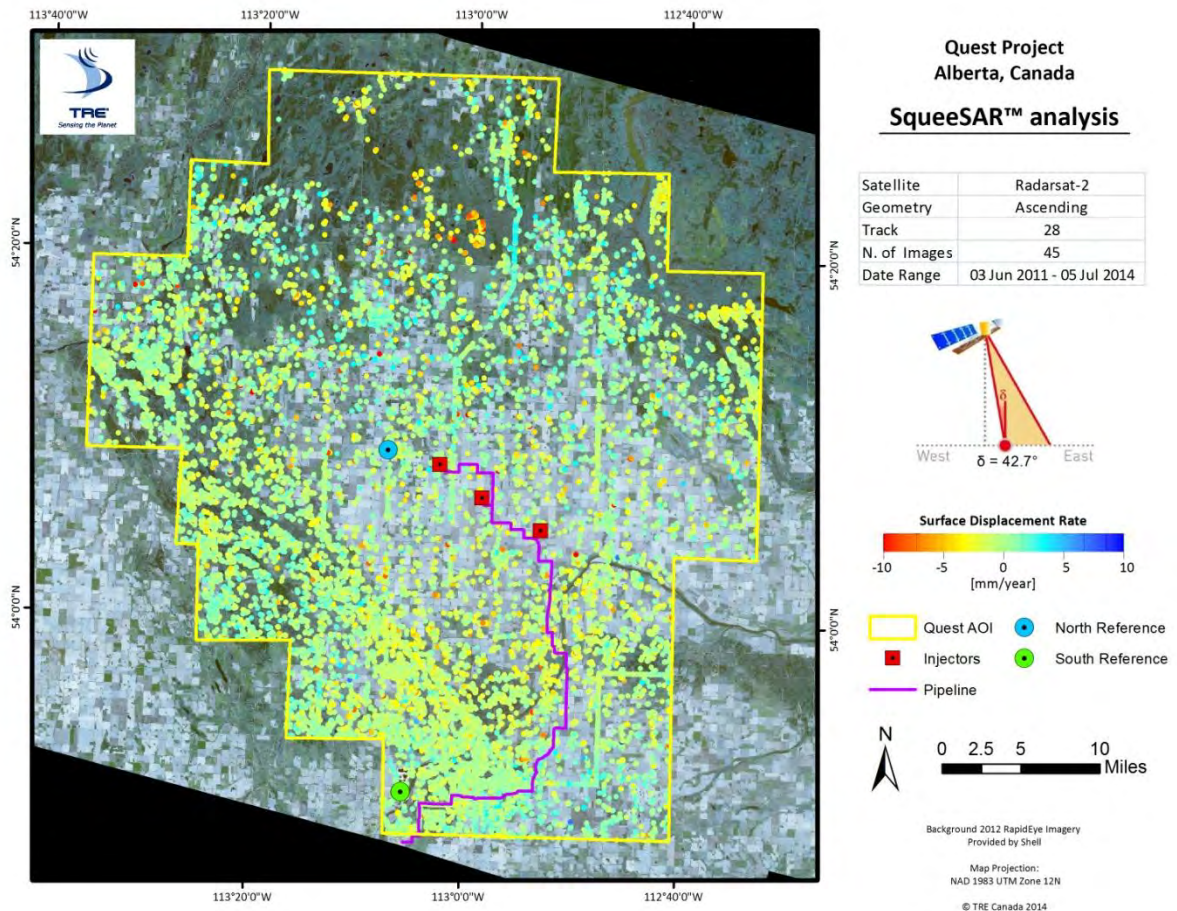 113°40'0"W
113°20'0"W
113°0'0"W
112°40'0"W
TRE
Sensing the Planet
54°20'0"N
54°0'0"N
54°20'0"N
54°0'0"N
113°20'0"W
113°0'0"W
112°40'0"W
Quest Project
Alberta, Canada
SqueeSAR™ analysis
Satellite Radarsat-2
Geometry Ascending
Track 28
N. of Images 45
Date Range 03 Jun 2011 - 05 Jul 2014
δ
West East
δ = 42.7°
Surface Displacement Rate
-10 -5 0 5 10
[mm/year]
Quest AOI North Reference
Injectors South Reference
Pipeline
N
0 2.5 5 10
Miles
Background 2012 RapidEye Imagery
Provided by Shell
Map Projection:
NAD 1983 UTM Zone 12N
© TRE Canada 2014